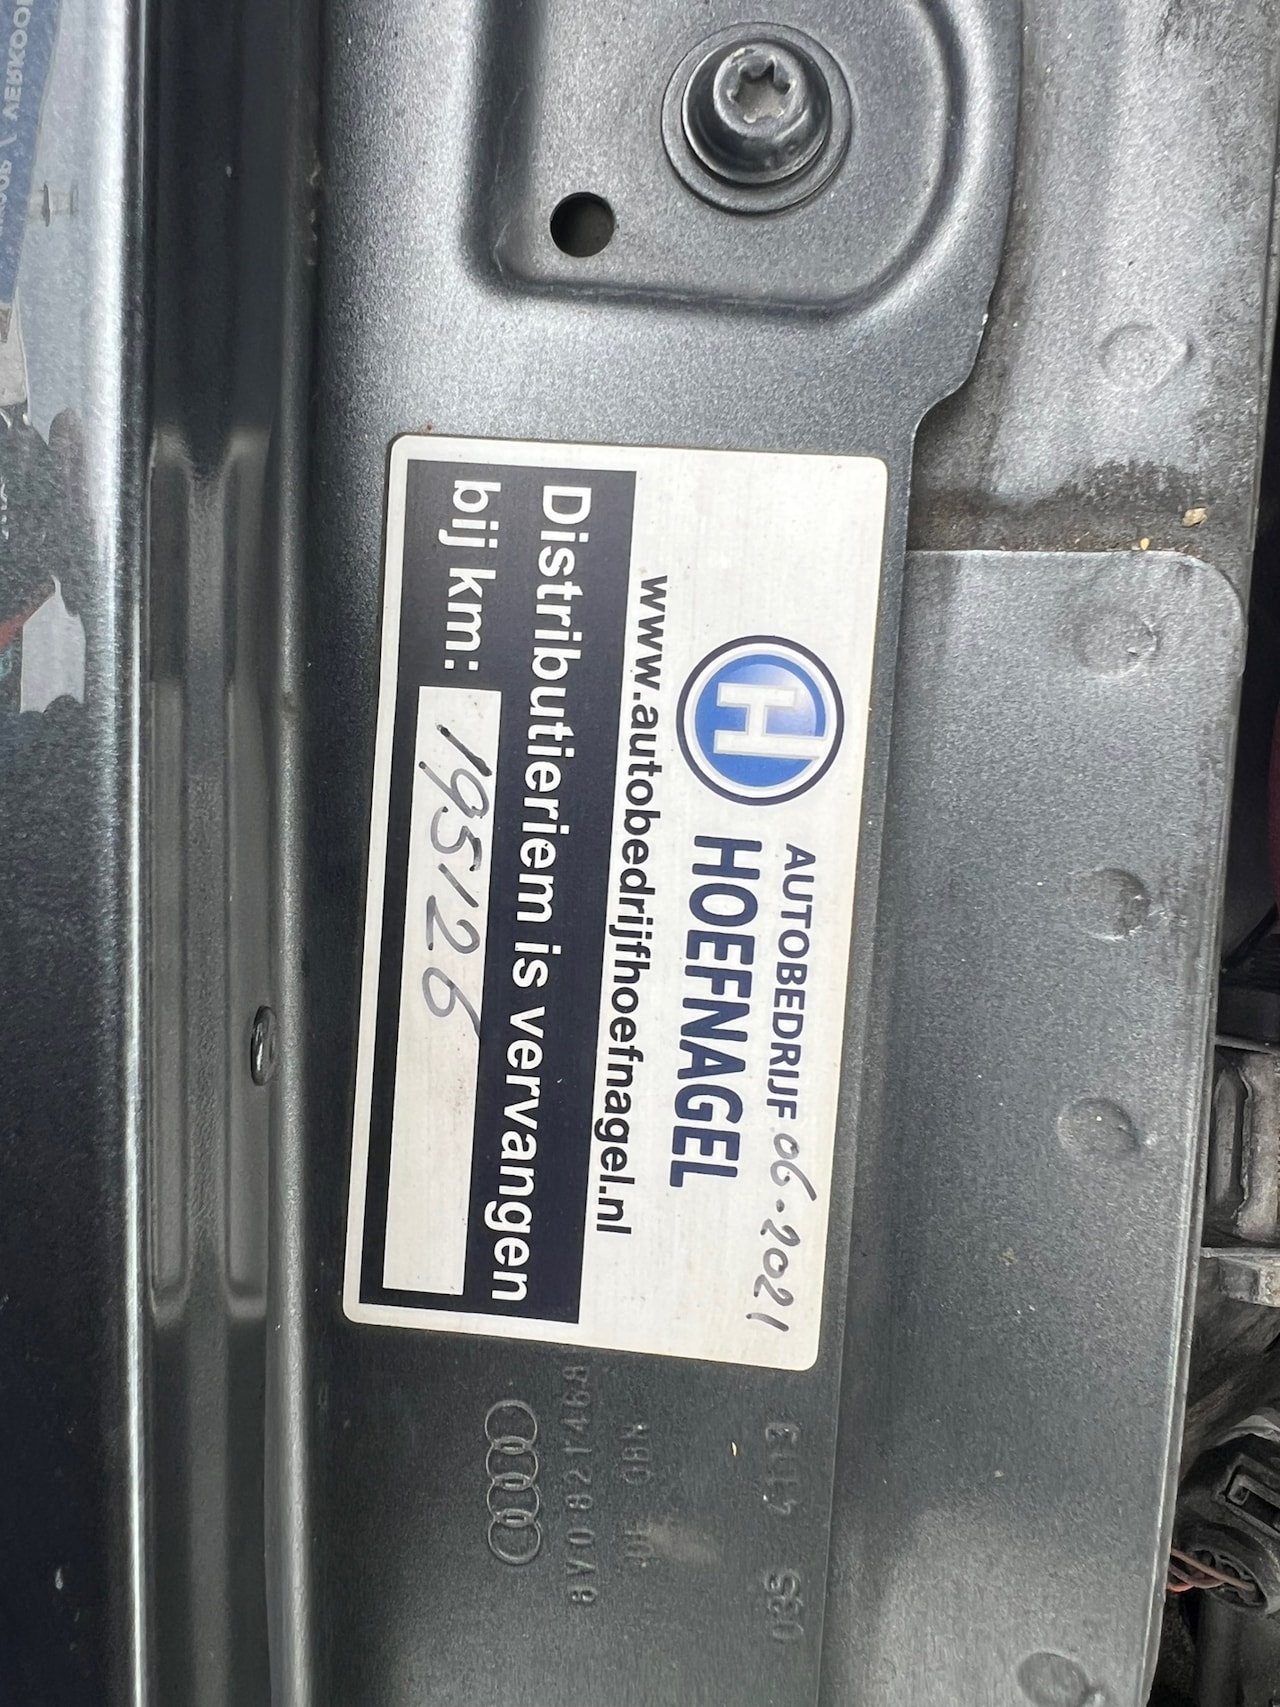 H
AUTOBEDRIJF 06-2021
HOEFNAGEL
www.autobedrijfhoefnagel.nl
Distributieriem is vervangen
bij km: 195126